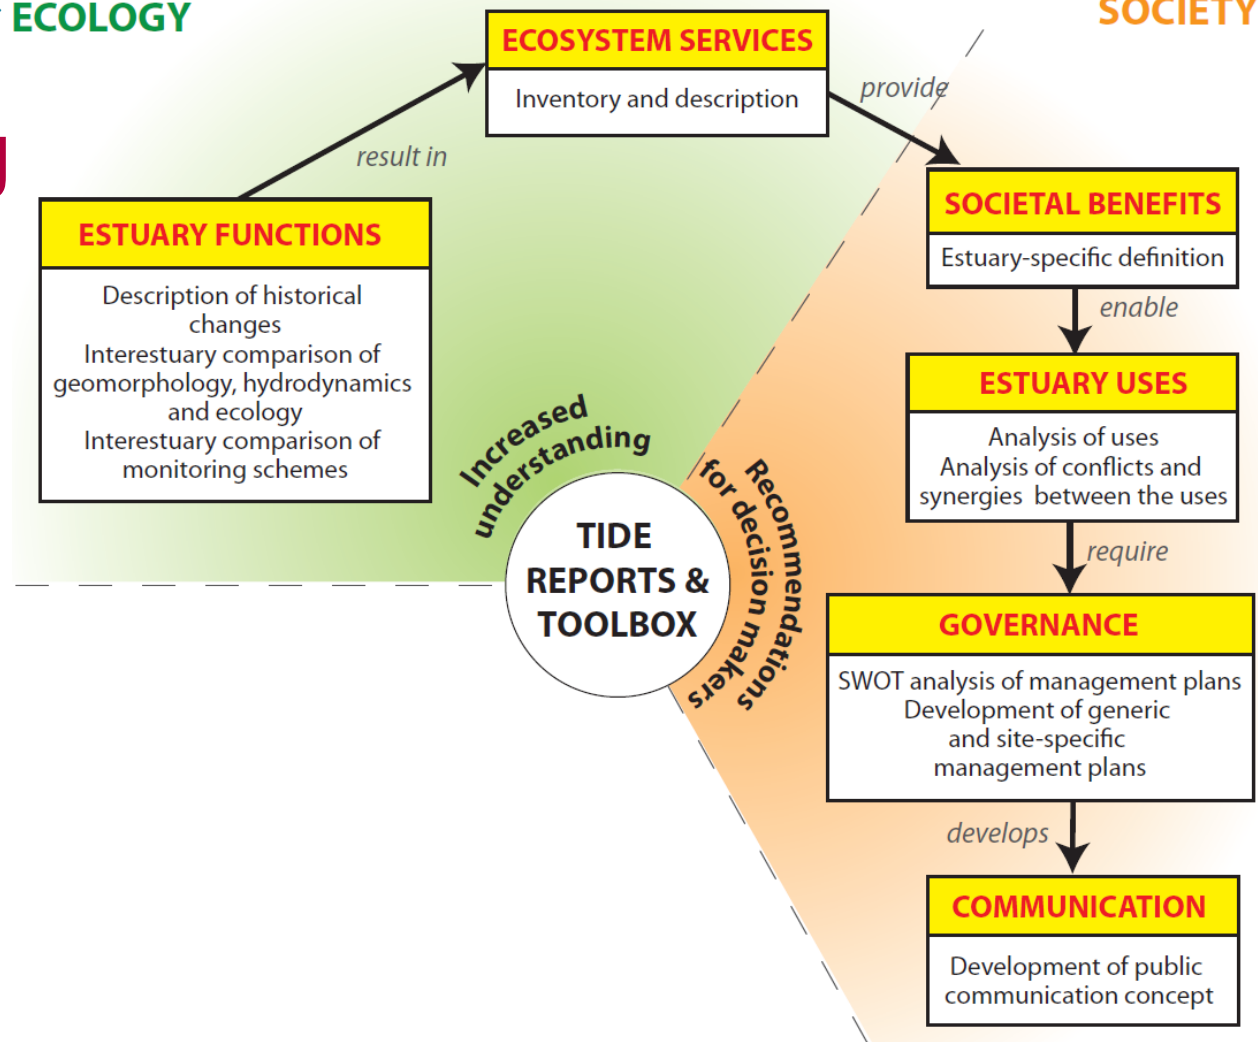 ECOLOGY
SOCIETY
ECOSYSTEM SERVICES
Inventory and description
provide
result in
ESTUARY FUNCTIONS
Description of historical
changes
Interestuary comparison of
geomorphology, hydrodynamics
and ecology
Interestuary comparison of
monitoring schemes
SOCIETAL BENEFITS
Estuary-specific definition
enable
ESTUARY USES
Analysis of uses
Analysis of conflicts and
synergies between the uses
require
Increased
understanding
TIDE
REPORTS &
TOOLBOX
Recommendations
for decision makers
GOVERNANCE
SWOT analysis of management plans
Development of generic
and site-specific
management plans
develops
COMMUNICATION
Development of public
communication concept